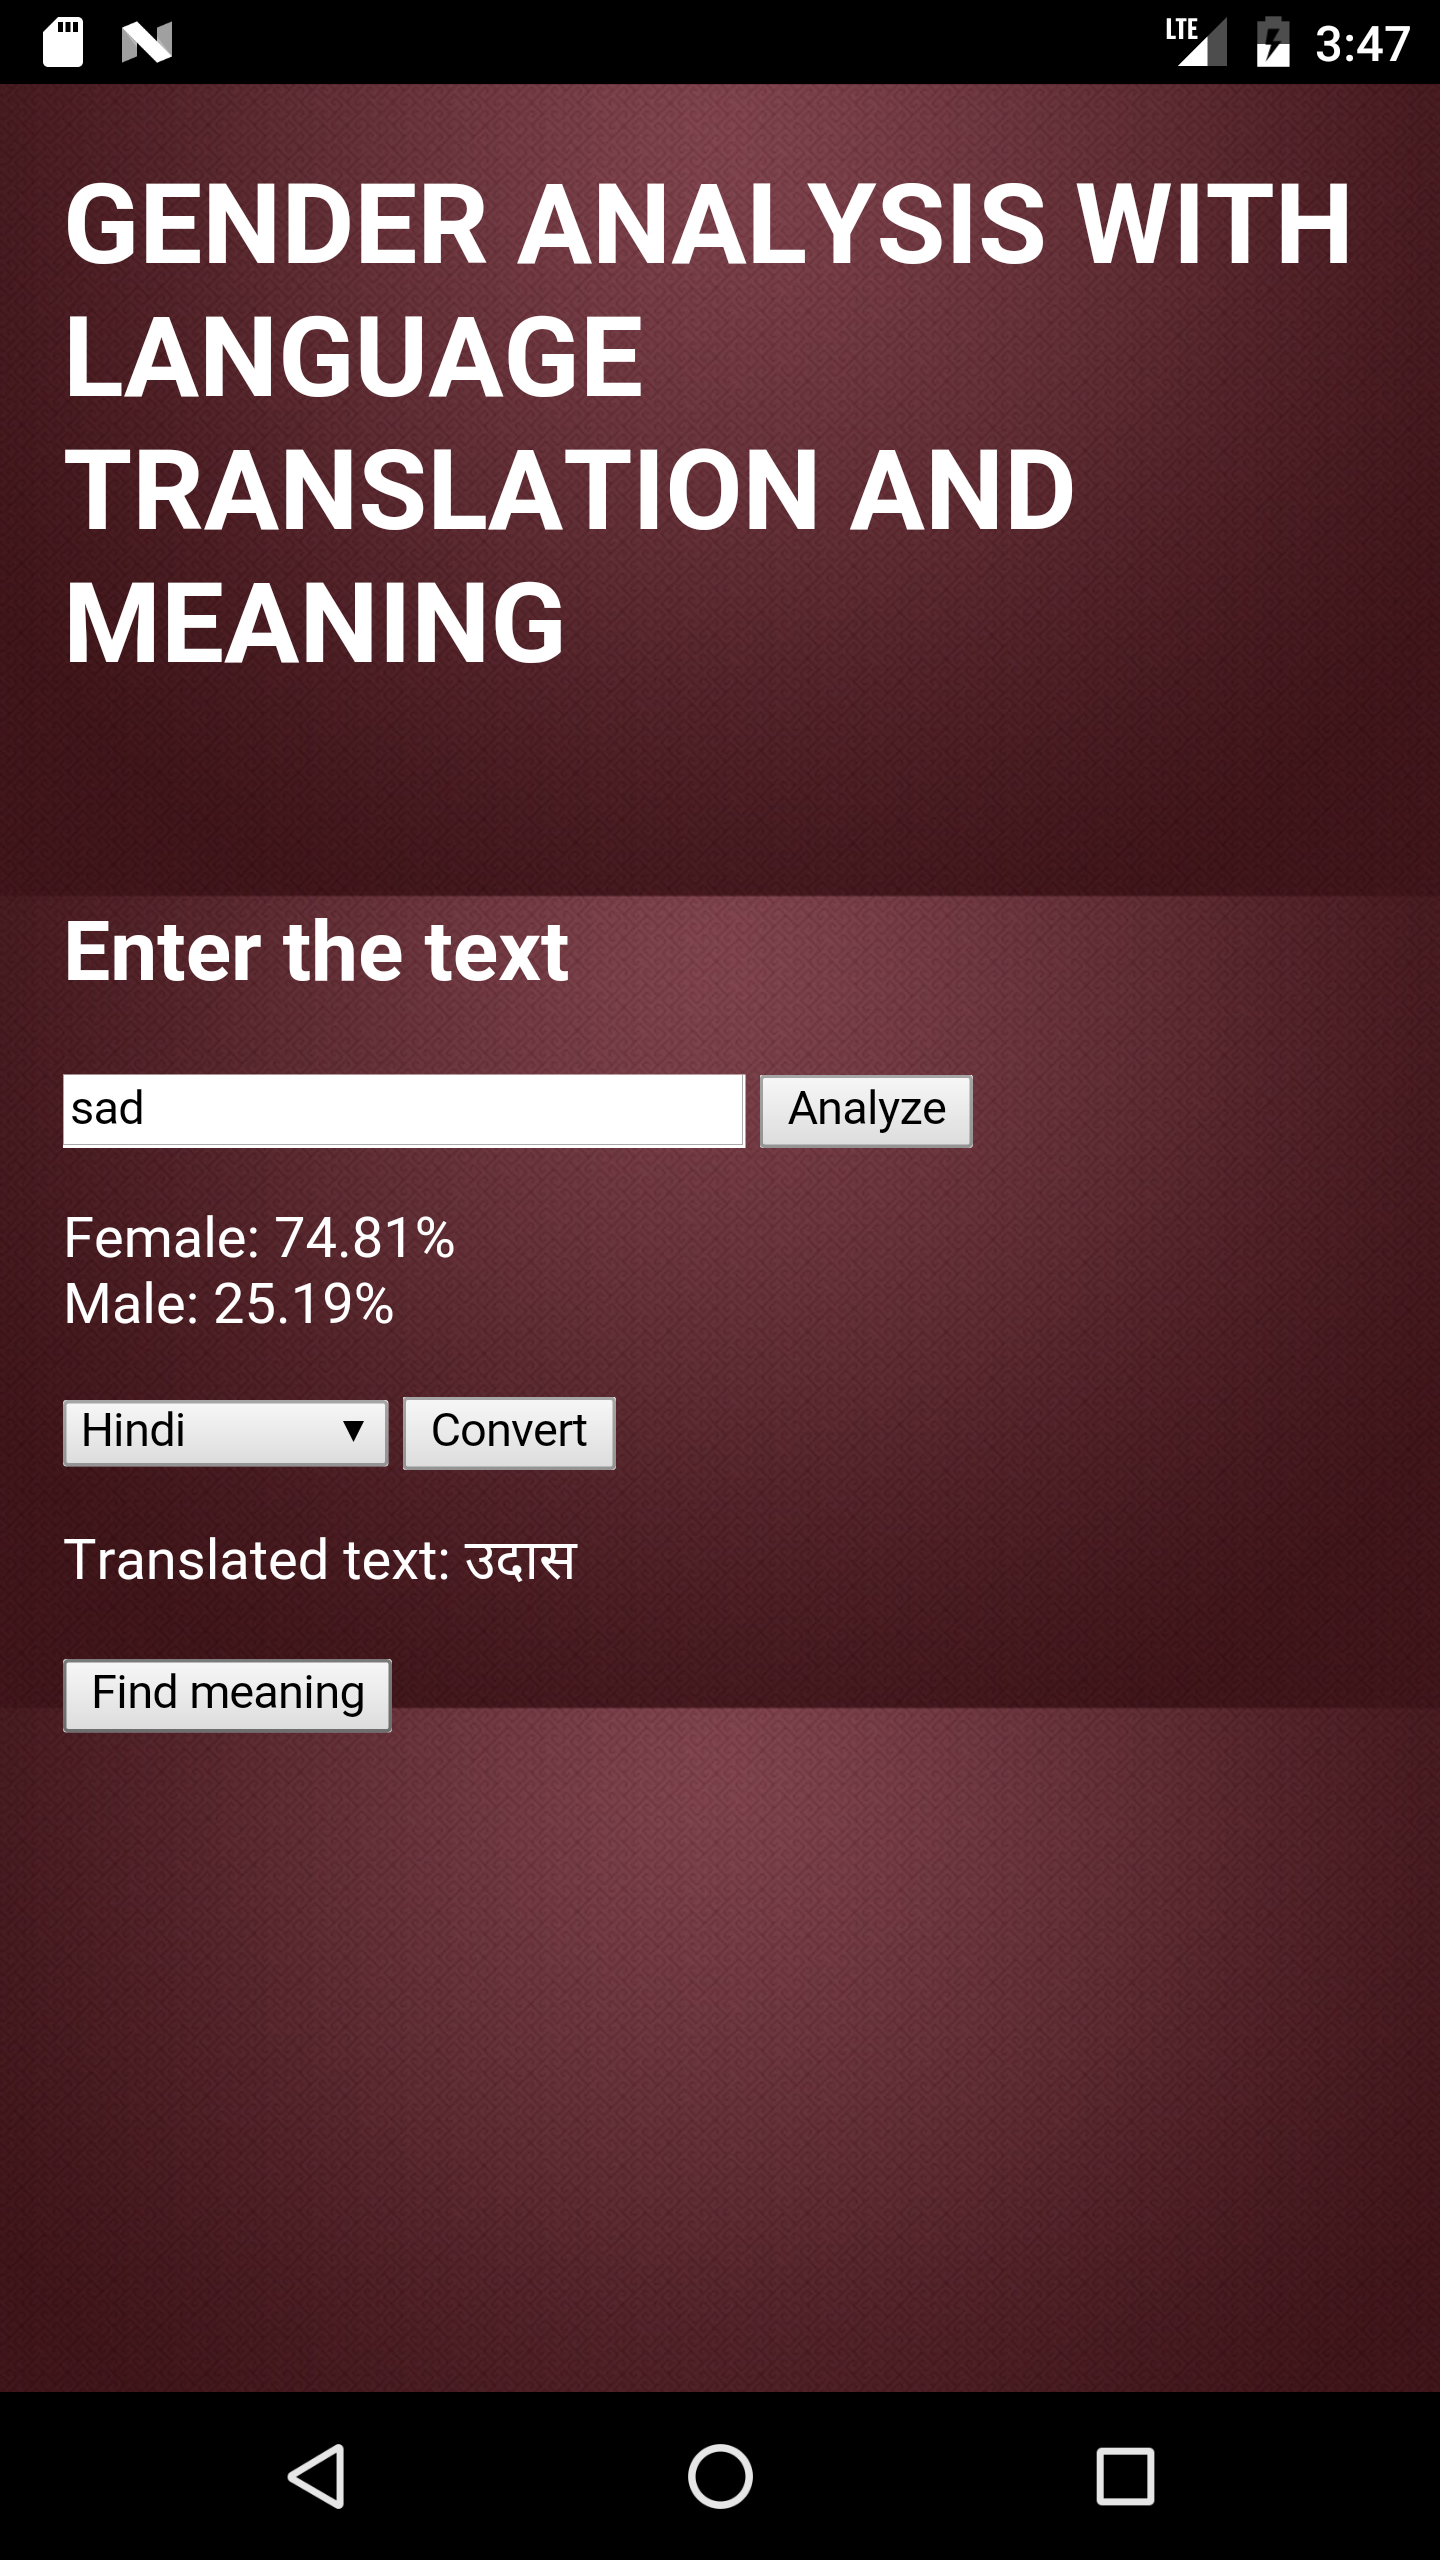 LTE 3:47
GENDER ANALYSIS WITH
LANGUAGE
TRANSLATION AND
MEANING
Enter the text
sad Analyze
Female: 74.81%
Male: 25.19%
Hindi Convert
Translated text: उदास
Find meaning